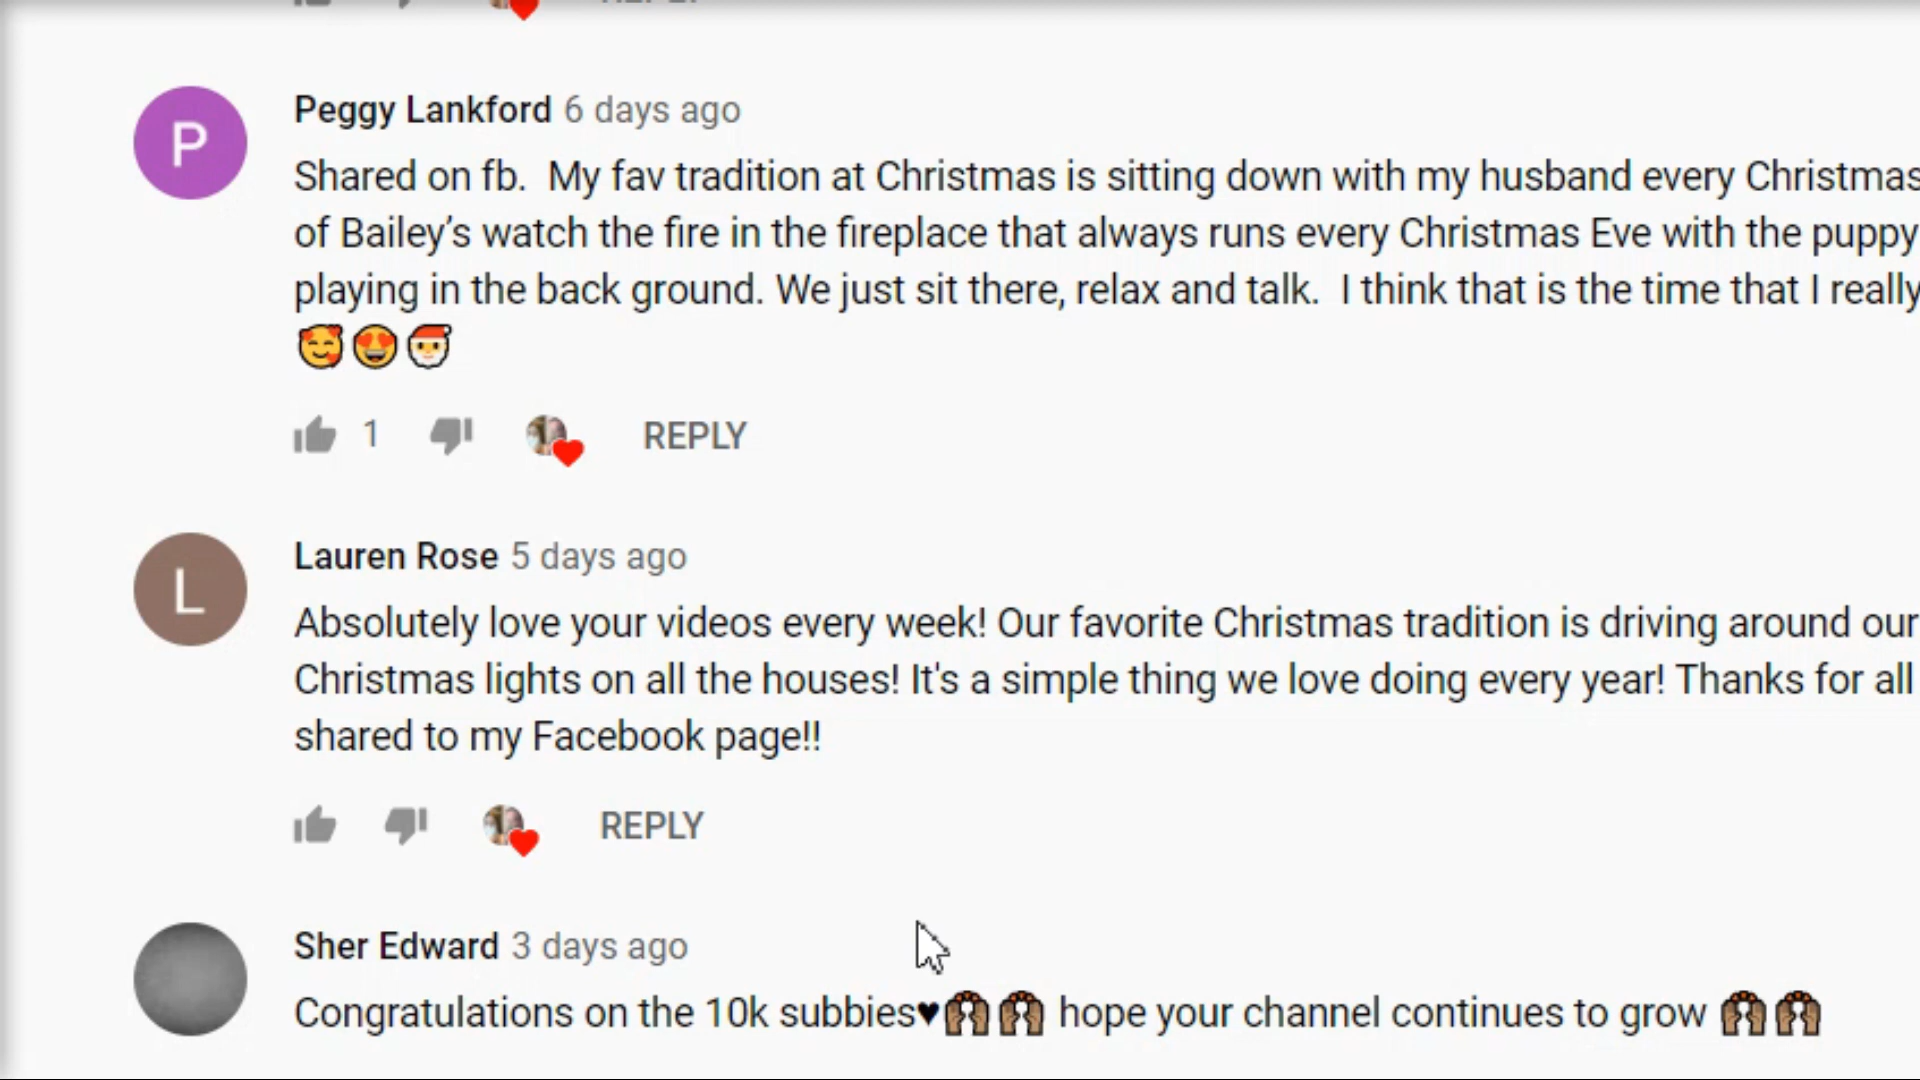 P
Peggy Lankford 6 days ago
Shared on fb.  My fav tradition at Christmas is sitting down with my husband every Christmas
of Bailey’s watch the fire in the fireplace that always runs every Christmas Eve with the puppy
playing in the back ground. We just sit there, relax and talk.  I think that is the time that I really
🥰😍🎅🏻
1 REPLY
L
Lauren Rose 5 days ago
Absolutely love your videos every week! Our favorite Christmas tradition is driving around our
Christmas lights on all the houses! It's a simple thing we love doing every year! Thanks for all
shared to my Facebook page!!
REPLY
Sher Edward 3 days ago
Congratulations on the 10k subbies♥🙌🏽🙌🏽 hope your channel continues to grow 🙌🏽🙌🏽